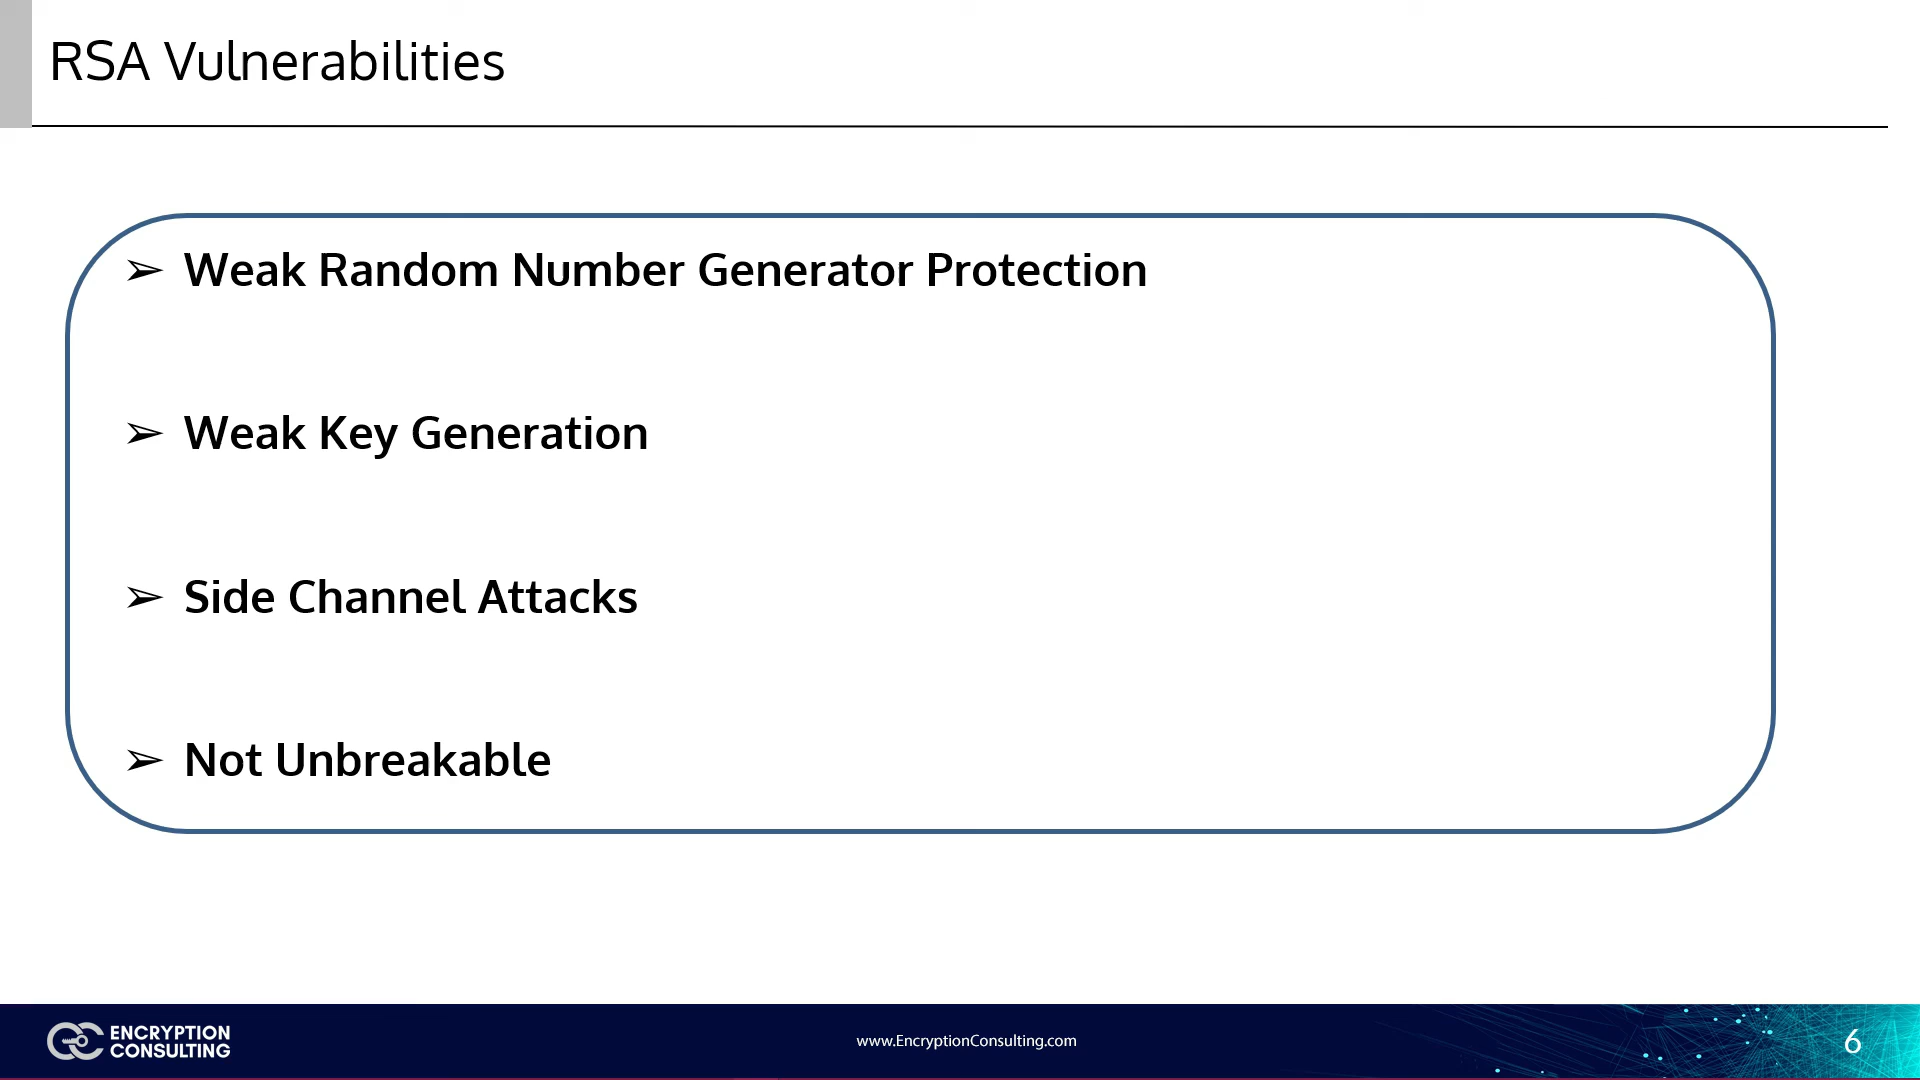 RSA Vulnerabilities
➢ Weak Random Number Generator Protection
➢ Weak Key Generation
➢ Side Channel Attacks
➢ Not Unbreakable
ENCRYPTION
CONSULTING
www.EncryptionConsulting.com
6